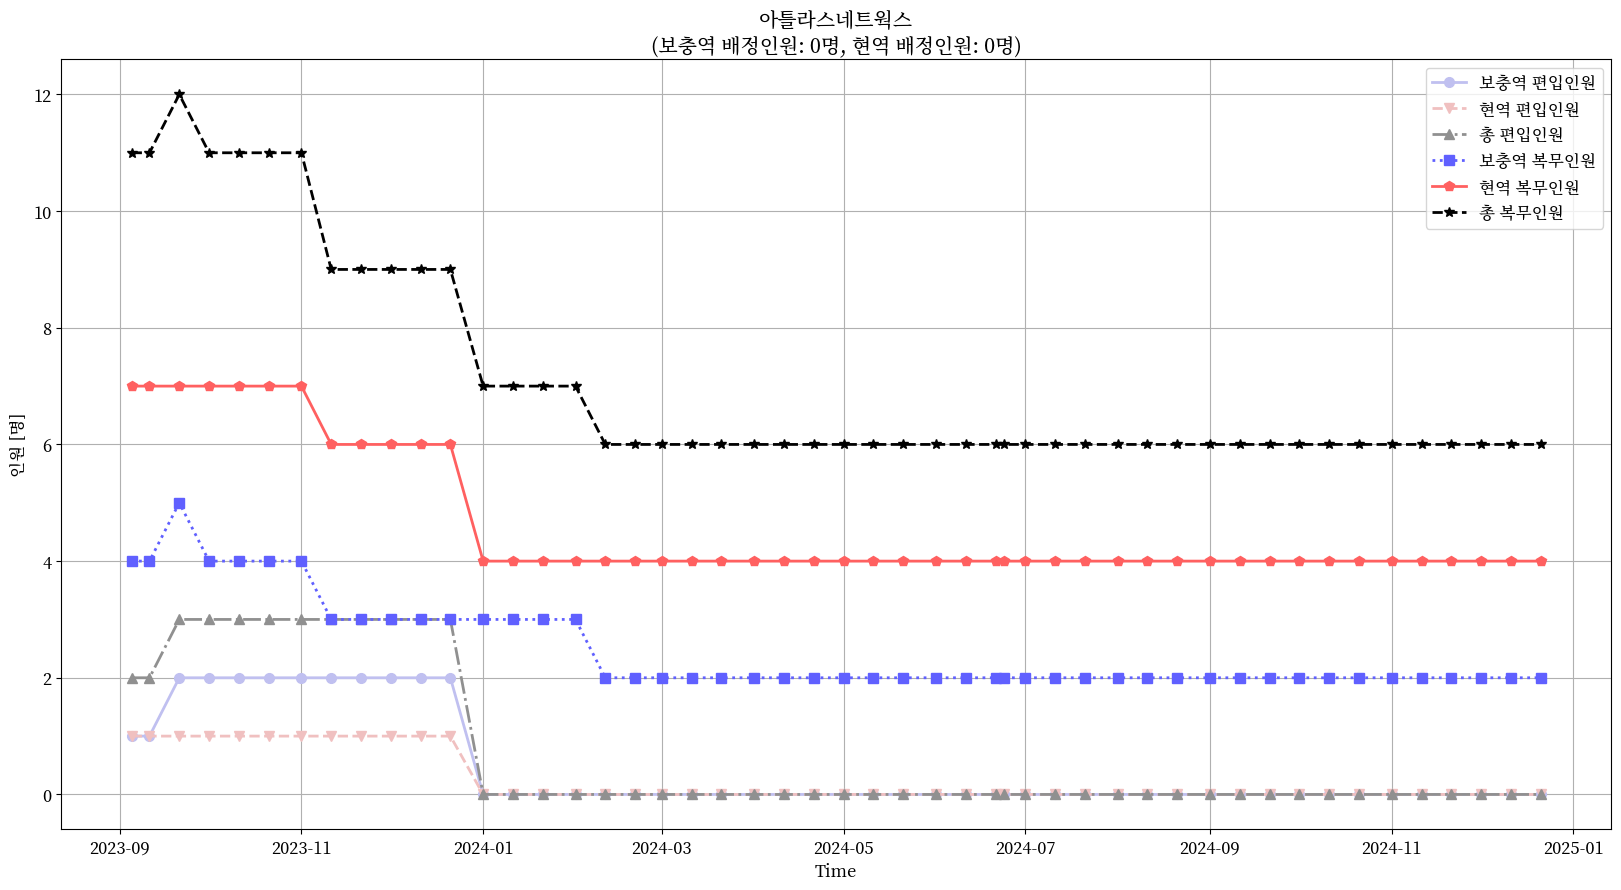 아틀라스네트웍스
(보충역 배정인원: 0명, 현역 배정인원: 0명)
보충역 편입인원
현역 편입인원
총 편입인원
보충역 복무인원
현역 복무인원
총 복무인원
인원 [명]
12
10
8
6
4
2
0
2023-09 2023-11 2024-01 2024-03 2024-05 2024-07 2024-09 2024-11 2025-01
Time